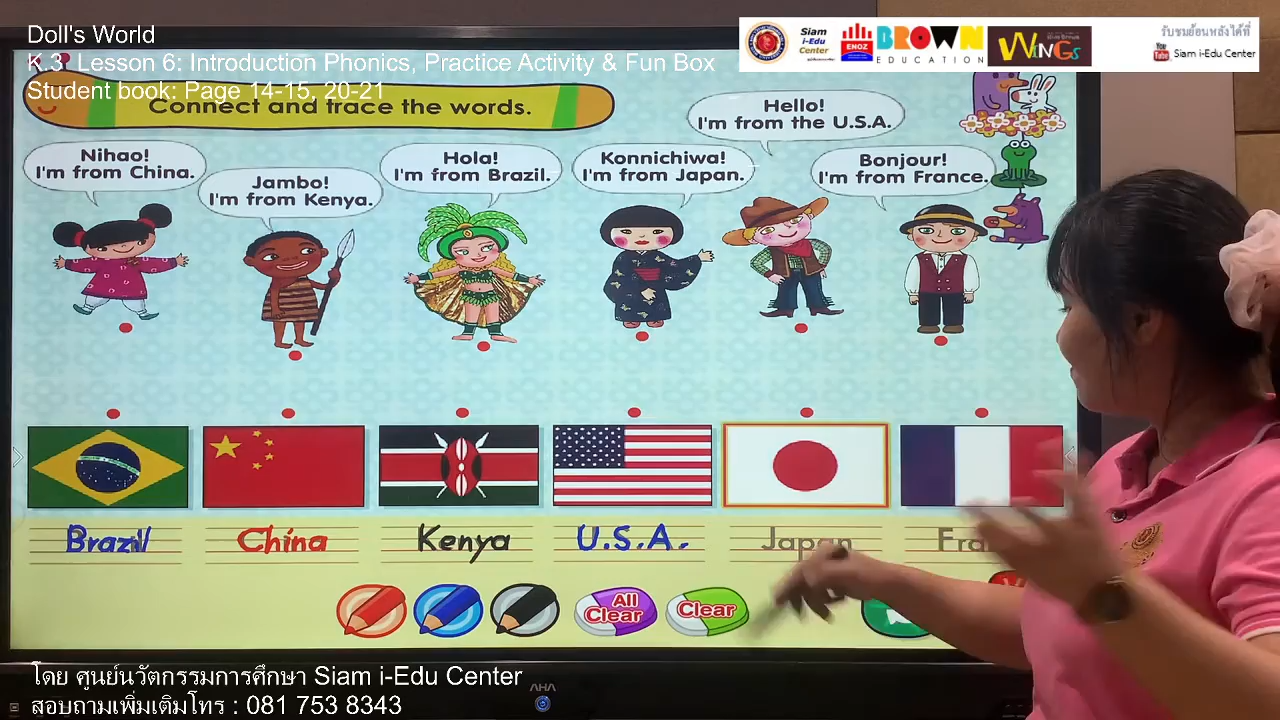 Doll's World
K.3 Lesson 6: Introduction Phonics, Practice Activity & Fun Box
Student book: Page 14-15, 20-21
Siam
i-Edu
Center
ENOZ
BROWN
EDUCATION
WiNGS
รับชมย้อนหลังได้ที่
You Tube Siam i-Edu Center
Connect and trace the words.
Hello!
I'm from the U.S.A.
Nihao!
I'm from China.
Jambo!
I'm from Kenya.
Hola!
I'm from Brazil.
Konnichiwa!
I'm from Japan.
Bonjour!
I'm from France.
Brazil China Kenya U.S.A. Japan
All
Clear
Clear
โดย ศูนย์นวัตกรรมการศึกษา Siam i-Edu Center
สอบถามเพิ่มเติมโทร : 081 753 8343
AHA